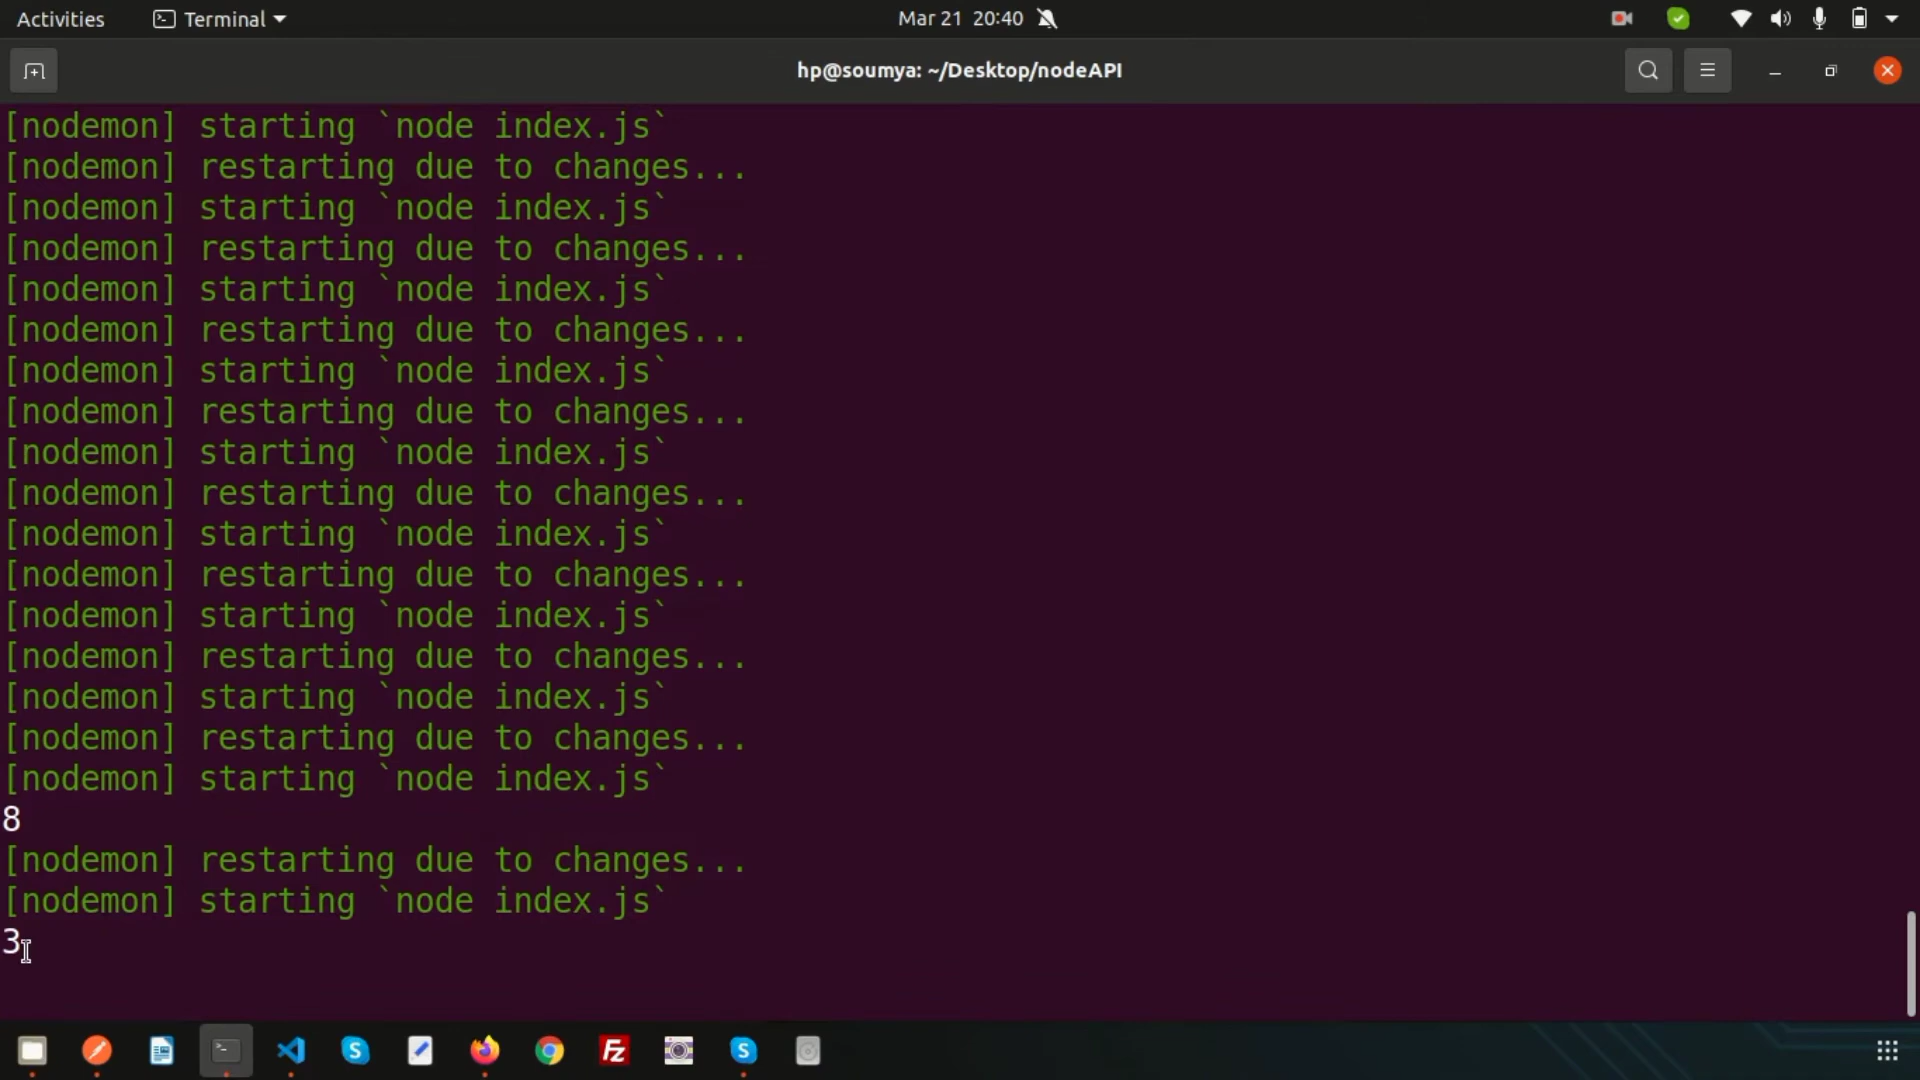 Activities Terminal Mar 21 20:40
hp@soumya: ~/Desktop/nodeAPI
[nodemon] starting `node index.js`
[nodemon] restarting due to changes...
[nodemon] starting `node index.js`
[nodemon] restarting due to changes...
[nodemon] starting `node index.js`
[nodemon] restarting due to changes...
[nodemon] starting `node index.js`
[nodemon] restarting due to changes...
[nodemon] starting `node index.js`
[nodemon] restarting due to changes...
[nodemon] starting `node index.js`
[nodemon] restarting due to changes...
[nodemon] starting `node index.js`
[nodemon] restarting due to changes...
[nodemon] starting `node index.js`
[nodemon] restarting due to changes...
[nodemon] starting `node index.js`
8
[nodemon] restarting due to changes...
[nodemon] starting `node index.js`
3